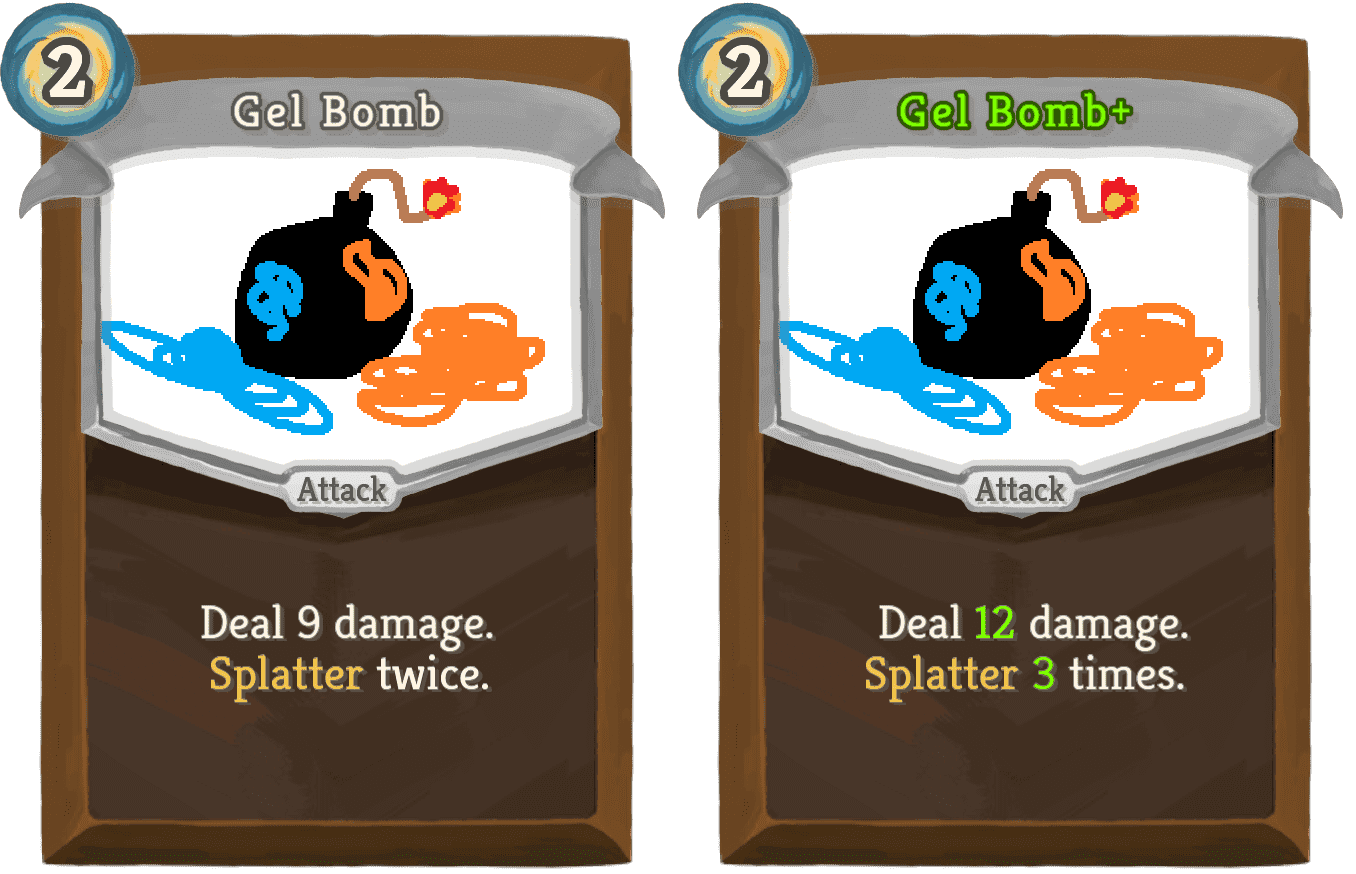 2
Gel Bomb
Attack
Deal 9 damage.
Splatter twice.
2
Gel Bomb+
Attack
Deal 12 damage.
Splatter 3 times.